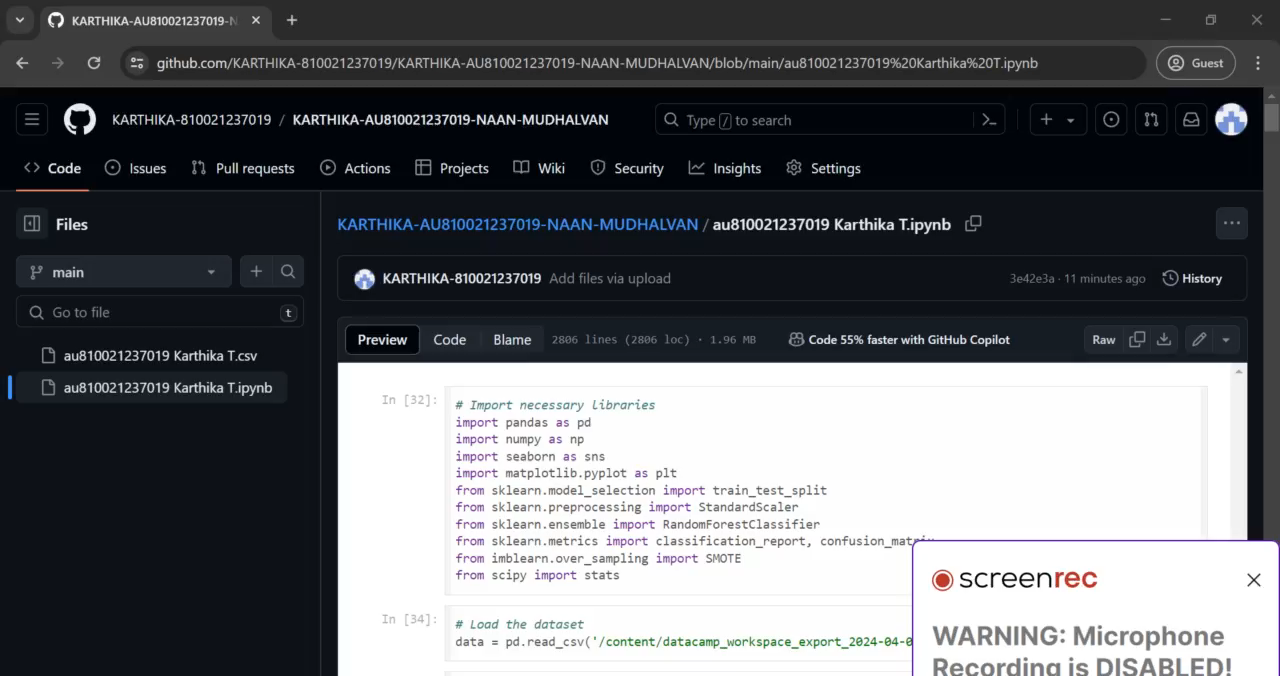 KARTHIKA-AU810021237019-N
github.com/KARTHIKA-810021237019/KARTHIKA-AU810021237019-NAAN-MUDHALVAN/blob/main/au810021237019%20Karthika%20T.ipynb
Guest
KARTHIKA-810021237019 / KARTHIKA-AU810021237019-NAAN-MUDHALVAN
Type / to search
Code Issues Pull requests Actions Projects Wiki Security Insights Settings
Files
main
Go to file t
au810021237019 Karthika T.csv
au810021237019 Karthika T.ipynb
KARTHIKA-AU810021237019-NAAN-MUDHALVAN / au810021237019 Karthika T.ipynb
KARTHIKA-810021237019 Add files via upload 3e42e3a · 11 minutes ago History
Preview Code Blame 2806 lines (2806 loc) · 1.96 MB Code 55% faster with GitHub Copilot Raw
In [32]:
# Import necessary libraries
import pandas as pd
import numpy as np
import seaborn as sns
import matplotlib.pyplot as plt
from sklearn.model_selection import train_test_split
from sklearn.preprocessing import StandardScaler
from sklearn.ensemble import RandomForestClassifier
from sklearn.metrics import classification_report, confusion_matrix
from imblearn.over_sampling import SMOTE
from scipy import stats
In [34]:
# Load the dataset
data = pd.read_csv('/content/datacamp_workspace_export_2024-04-0
screenrec
WARNING: Microphone
Recording is DISABLED!